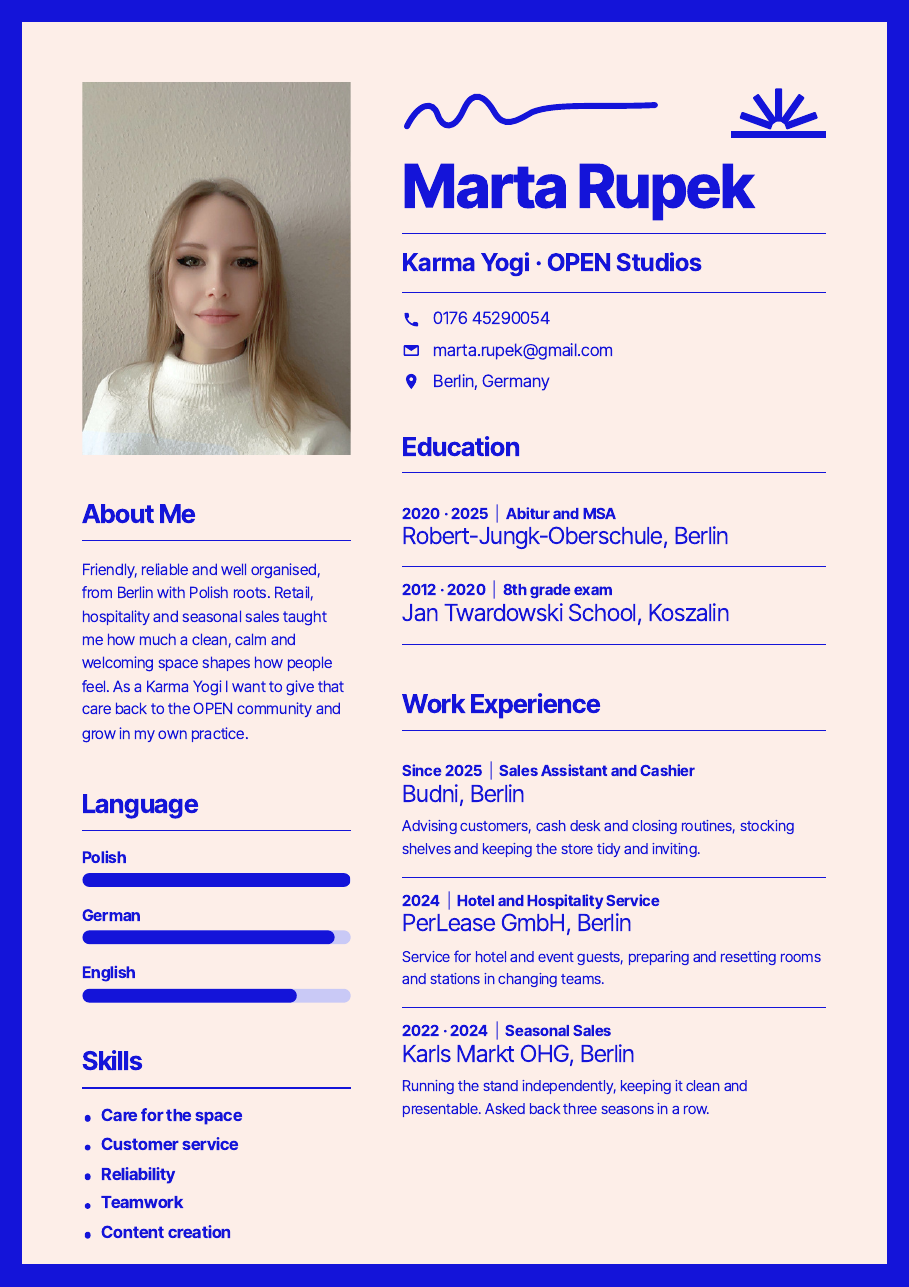 Marta Rupek
Karma Yogi · OPEN Studios
0176 45290054
marta.rupek@gmail.com
Berlin, Germany
About Me
Friendly, reliable and well organised,
from Berlin with Polish roots. Retail,
hospitality and seasonal sales taught
me how much a clean, calm and
welcoming space shapes how people
feel. As a Karma Yogi I want to give that
care back to the OPEN community and
grow in my own practice.
Language
Polish
German
English
Skills
• Care for the space
• Customer service
• Reliability
• Teamwork
• Content creation
Education
2020 · 2025 | Abitur and MSA
Robert-Jungk-Oberschule, Berlin
2012 · 2020 | 8th grade exam
Jan Twardowski School, Koszalin
Work Experience
Since 2025 | Sales Assistant and Cashier
Budni, Berlin
Advising customers, cash desk and closing routines, stocking
shelves and keeping the store tidy and inviting.
2024 | Hotel and Hospitality Service
PerLease GmbH, Berlin
Service for hotel and event guests, preparing and resetting rooms
and stations in changing teams.
2022 · 2024 | Seasonal Sales
Karls Markt OHG, Berlin
Running the stand independently, keeping it clean and
presentable. Asked back three seasons in a row.